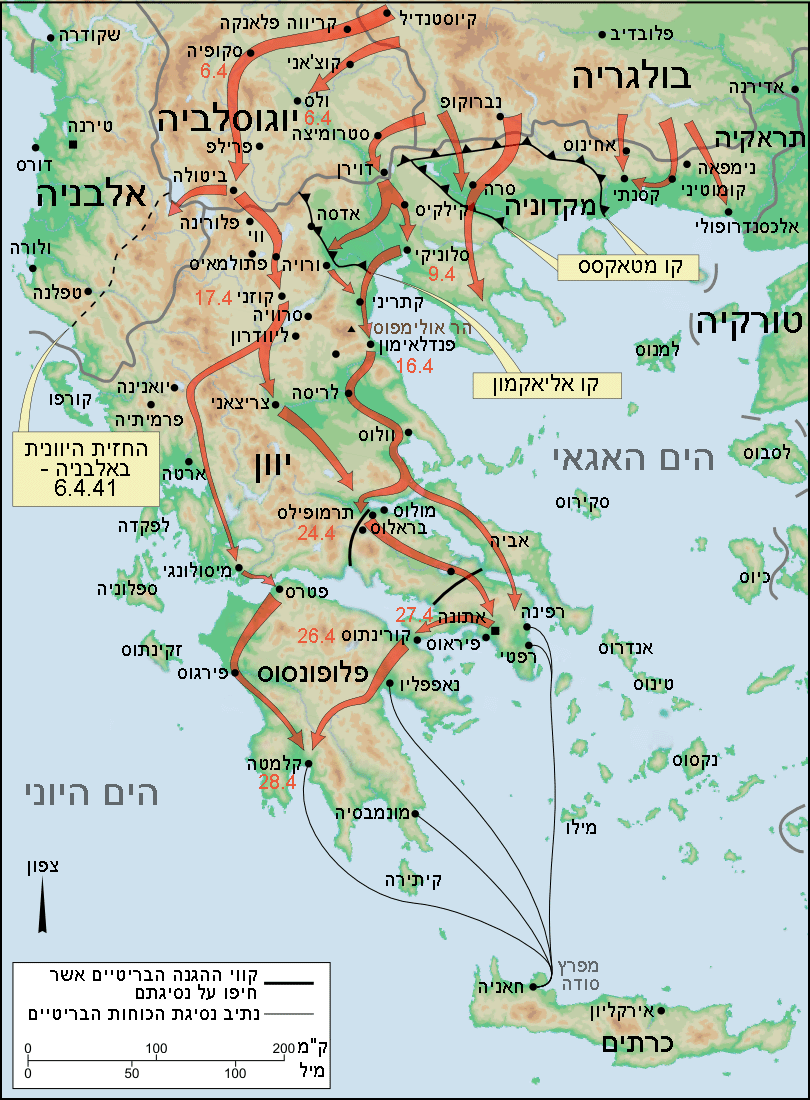 קיוסטנדיל
קריווה פלאנקה
שקודרה
פלובדיב
סקופיה
6.4
קוצ'אני
בולגריה
אדירנה
ולס
6.4
יוגוסלביה
נברוקופ
סטרומיצה
טירנה
פרילפ
תראקיה
אחינוס
דורס
נימפאה
דוירן
ביטולה
סרה
קסנתי
קומוטיני
אלבניה
אדסה
קילקיס
מקדוניה
פלורינה
אלכסנדרופולי
ווי
ולורה
סלוניקי
9.4
פתולמאיס
ורויה
קו מטאקסס
טפלנה
17.4
קוזני
קתריני
סרוויה
הר אולימפוס
טורקיה
ליוודרון
פנדלאימון
16.4
למנוס
יואנינה
קו אליאקמון
קורפו
לריסה
פרמיתיה
צריצאני
וולוס
החזית היוונית
באלבניה -
6.4.41
יוון
הים האגאי
לסבוס
ארטה
סקירוס
תרמופילס
מולוס
לפקדה
24.4
בראלוס
אביה
מיסולונגי
כיוס
ספלוניה
פטרס
27.4
אתונה
רפינה
26.4
קורינתוס
פיראוס
רפטי
זקינתוס
אנדרוס
פירגוס
פלופונסוס
נאפפליו
טינוס
קלמטה
28.4
נקסוס
הים היוני
מונמבסיה
מילו
צפון
קיתירה
מפרץ
סודה
חאניה
קווי ההגנה הבריטיים אשר
חיפו על נסיגתם
נתיב נסיגת הכוחות הבריטיים
אירקליון
כרתים
0 100 200 ק"מ
0 50 100 מיל